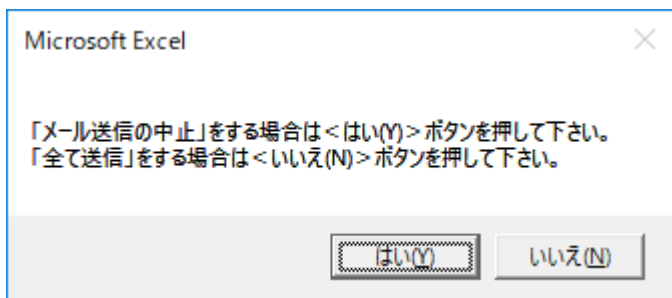 Microsoft Excel
「メール送信の中止」をする場合は＜はい(Y)＞ボタンを押して下さい。
「全て送信」をする場合は＜いいえ(N)＞ボタンを押して下さい。
はい(Y) いいえ(N)